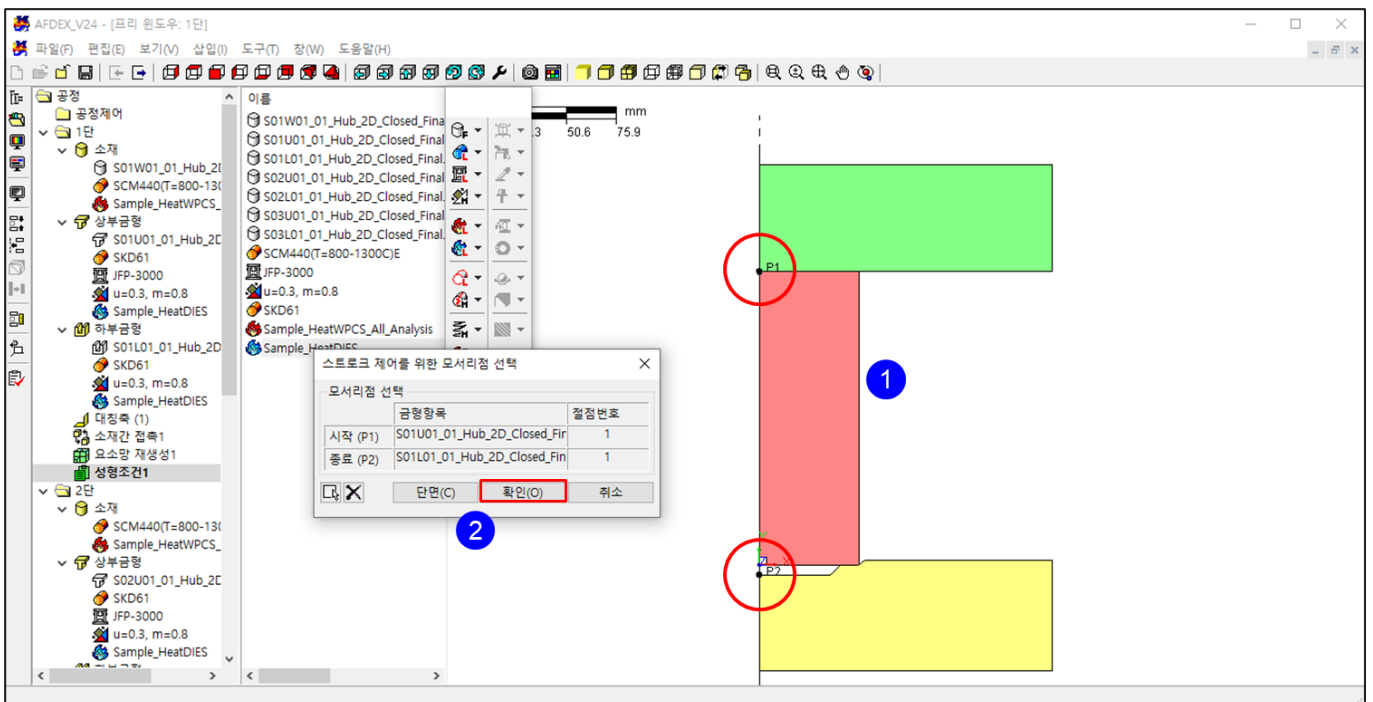 AFDEX_V24 - [프리 윈도우: 1단]
파일(F) 편집(E) 보기(V) 삽입(I) 도구(T) 창(W) 도움말(H)
공정
공정제어
1단
소재
S01W01_01_Hub_2D
SCM440(T=800-130
Sample_HeatWPCS_
상부금형
S01U01_01_Hub_2D
SKD61
JFP-3000
u=0.3, m=0.8
Sample_HeatDIES
하부금형
S01L01_01_Hub_2D
SKD61
u=0.3, m=0.8
Sample_HeatDIES
대칭축 (1)
소재간 접촉1
요소망 재생성1
성형조건1
2단
소재
SCM440(T=800-130
Sample_HeatWPCS_
상부금형
S02U01_01_Hub_2D
SKD61
JFP-3000
u=0.3, m=0.8
Sample_HeatDIES
이름
S01W01_01_Hub_2D_Closed_Fina
S01U01_01_Hub_2D_Closed_Final
S01L01_01_Hub_2D_Closed_Final.
S02U01_01_Hub_2D_Closed_Final
S02L01_01_Hub_2D_Closed_Final.
S03U01_01_Hub_2D_Closed_Final
S03L01_01_Hub_2D_Closed_Final.
SCM440(T=800-1300C)E
JFP-3000
u=0.3, m=0.8
SKD61
Sample_HeatWPCS_All_Analysis
Sample_HeatDIES
mm
.3 50.6 75.9
P1
1
P2
스트로크 제어를 위한 모서리점 선택
모서리점 선택
금형항목 절점번호
시작 (P1) S01U01_01_Hub_2D_Closed_Fir 1
종료 (P2) S01L01_01_Hub_2D_Closed_Fin 1
단면(C) 확인(O) 취소
2